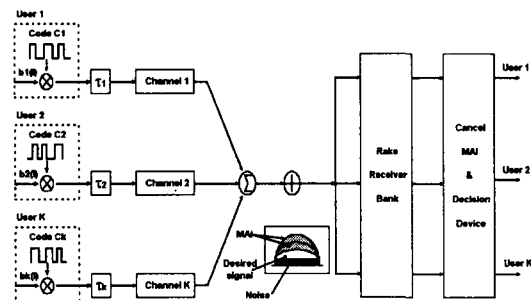 User 1
Code C1
b1(i)
τ1
Channel 1
User 2
Code C2
b2(i)
τ2
Channel 2
User K
Code Ck
bk(i)
τk
Channel K
Σ
MAI
Desired
signal
Noise
Rake
Receiver
Bank
Cancel
MAI
&
Decision
Device
User 1
User 2
User K